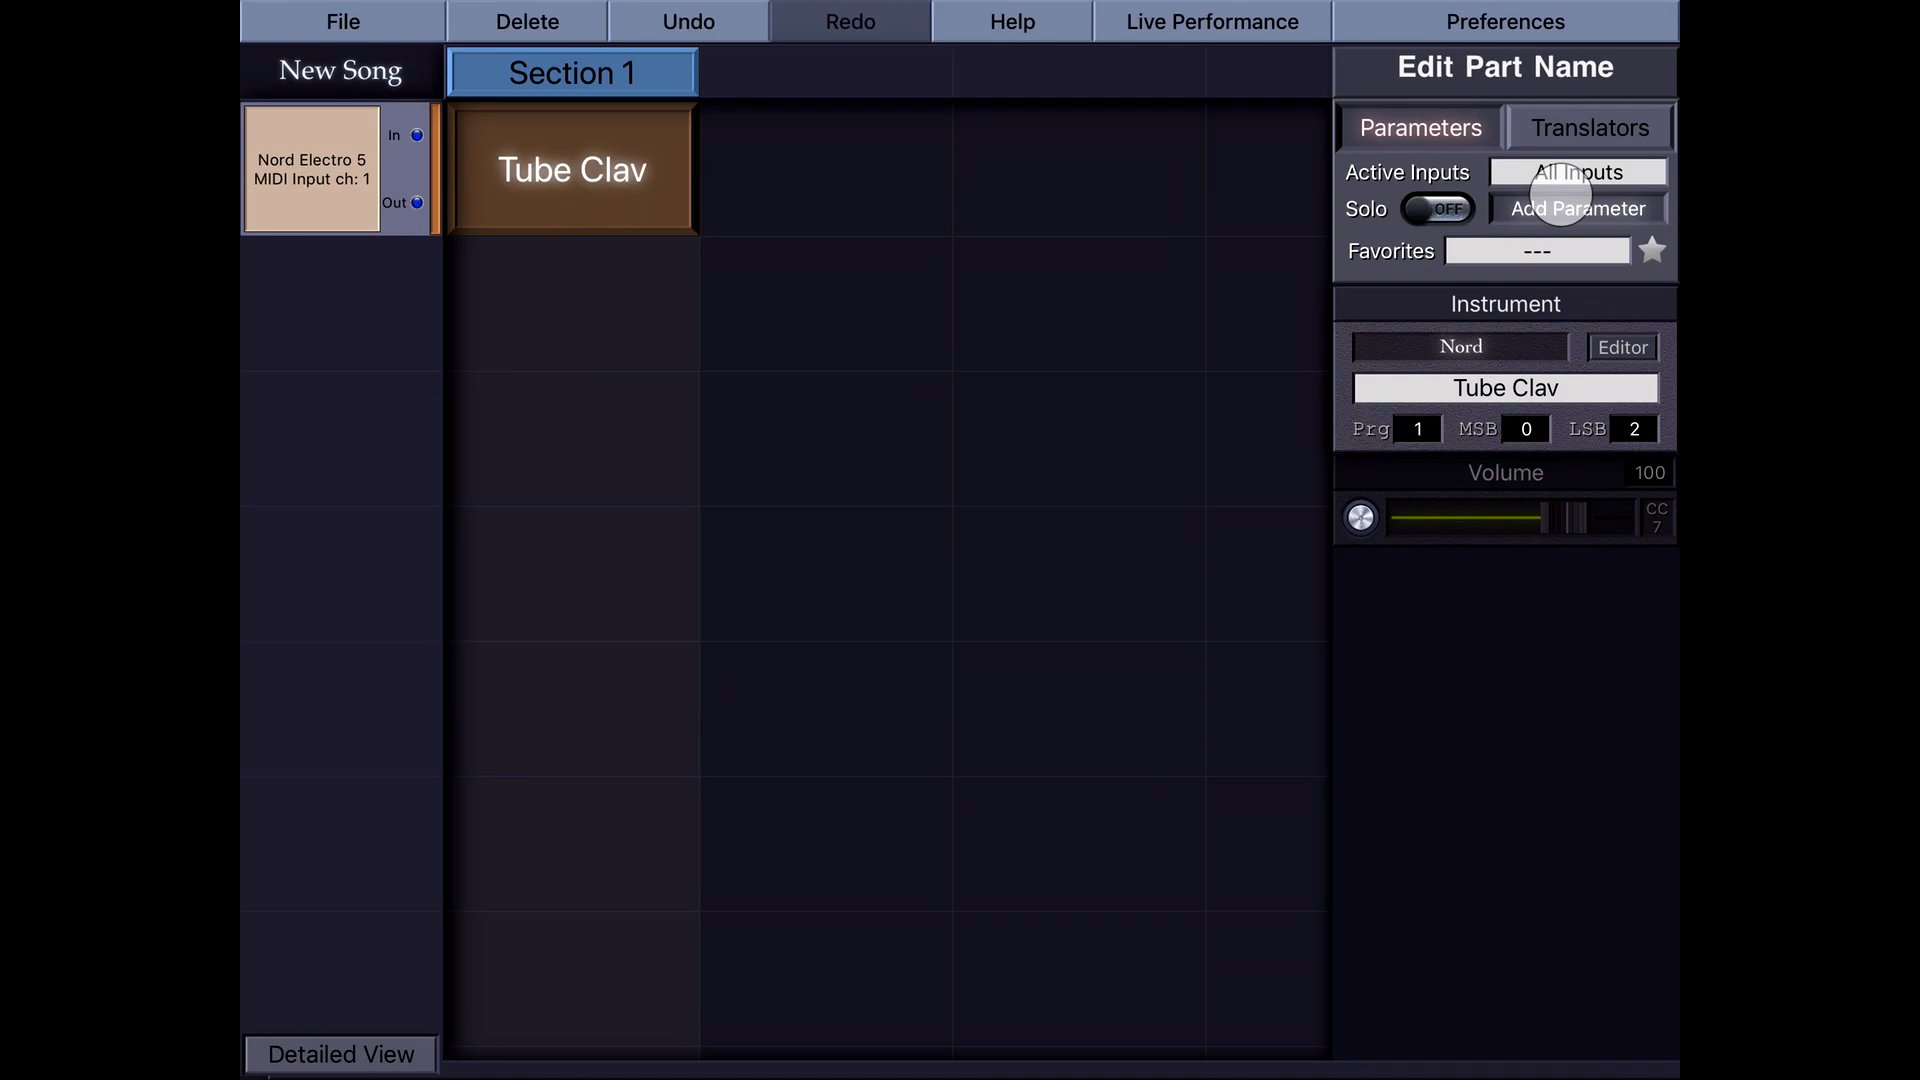 File
Delete
Undo
Redo
Help
Live Performance
Preferences
New Song
Section 1
Edit Part Name
Nord Electro 5
MIDI Input ch: 1
In
Out
Tube Clav
Parameters
Translators
Active Inputs
All Inputs
Solo
OFF
Add Parameter
Favorites
---
Instrument
Nord
Editor
Tube Clav
Prg 1 MSB 0 LSB 2
Volume
100
CC
7
Detailed View